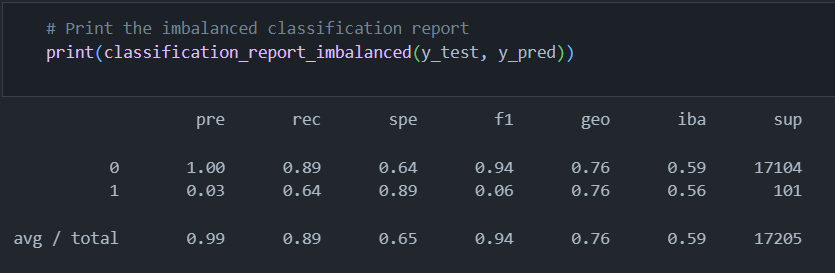 # Print the imbalanced classification report
print(classification_report_imbalanced(y_test, y_pred))
pre rec spe f1 geo iba sup
0 1.00 0.89 0.64 0.94 0.76 0.59 17104
1 0.03 0.64 0.89 0.06 0.76 0.56 101
avg / total 0.99 0.89 0.65 0.94 0.76 0.59 17205